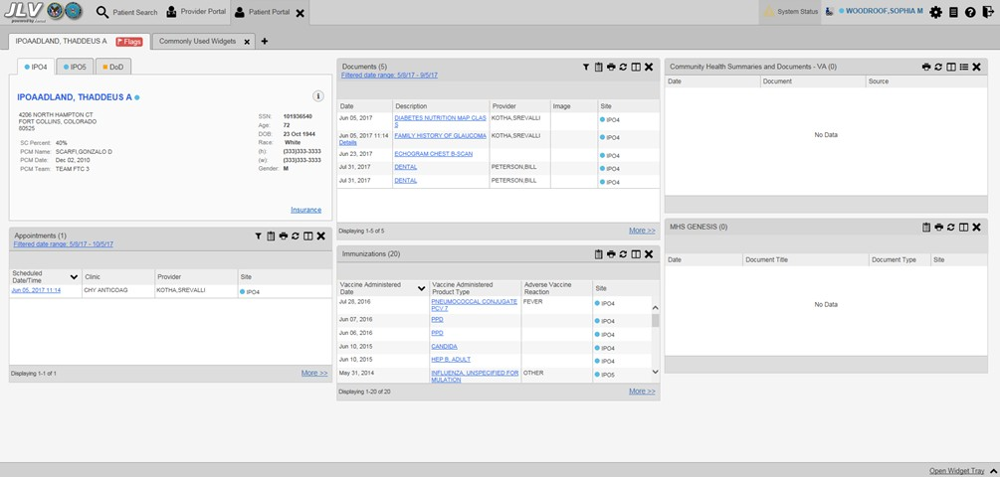 JLV
powered by
Patient Search
Provider Portal
Patient Portal
System Status
WOODROOF,SOPHIA M
IPOAADLAND, THADDEUS A Flags
Commonly Used Widgets
IPO4 IPO5 DoD
IPOAADLAND, THADDEUS A
4206 NORTH HAMPTON CT
FORT COLLINS, COLORADO
80525
SC Percent: 40%
PCM Name: SCARFI,GONZALO D
PCM Date: Dec 02, 2010
PCM Team: TEAM FTC 3
SSN: 101936540
Age: 72
DOB: 23 Oct 1944
Race: White
(h): (333)333-3333
(w): (333)333-3333
Gender: M
Insurance
Appointments (1)
Filtered date range: 5/8/17 - 10/5/17
Scheduled Date/Time Clinic Provider Site
Jun 05, 2017 11:14 CHY ANTICOAG KOTHA,SREVALLI IPO4
Displaying 1-1 of 1 More >>
Documents (5)
Filtered date range: 5/8/17 - 9/5/17
Date Description Provider Image Site
Jun 05, 2017 DIABETES NUTRITION MAP CLAS
S KOTHA,SREVALLI IPO4
Jun 05, 2017 11:14 FAMILY HISTORY OF GLAUCOMA KOTHA,SREVALLI IPO4
Details
Jun 23, 2017 ECHOGRAM CHEST B-SCAN IPO4
Jul 31, 2017 DENTAL PETERSON,BILL IPO4
Jul 31, 2017 DENTAL PETERSON,BILL IPO4
Displaying 1-5 of 5 More >>
Immunizations (20)
Vaccine Administered Date Vaccine Administered Product Type Adverse Vaccine Reaction Site
Jul 28, 2016 PNEUMOCOCCAL CONJUGATE
PCV 7 FEVER IPO4
Jun 07, 2016 PPD IPO4
Jun 06, 2016 PPD IPO4
Jun 10, 2015 CANDIDA IPO4
Jun 10, 2015 HEP B, ADULT IPO4
May 31, 2014 INFLUENZA, UNSPECIFIED FOR
MULATION OTHER IPO5
Displaying 1-20 of 20 More >>
Community Health Summaries and Documents - VA (0)
Date Document Source
No Data
MHS GENESIS (0)
Date Document Title Document Type Site
No Data
Open Widget Tray